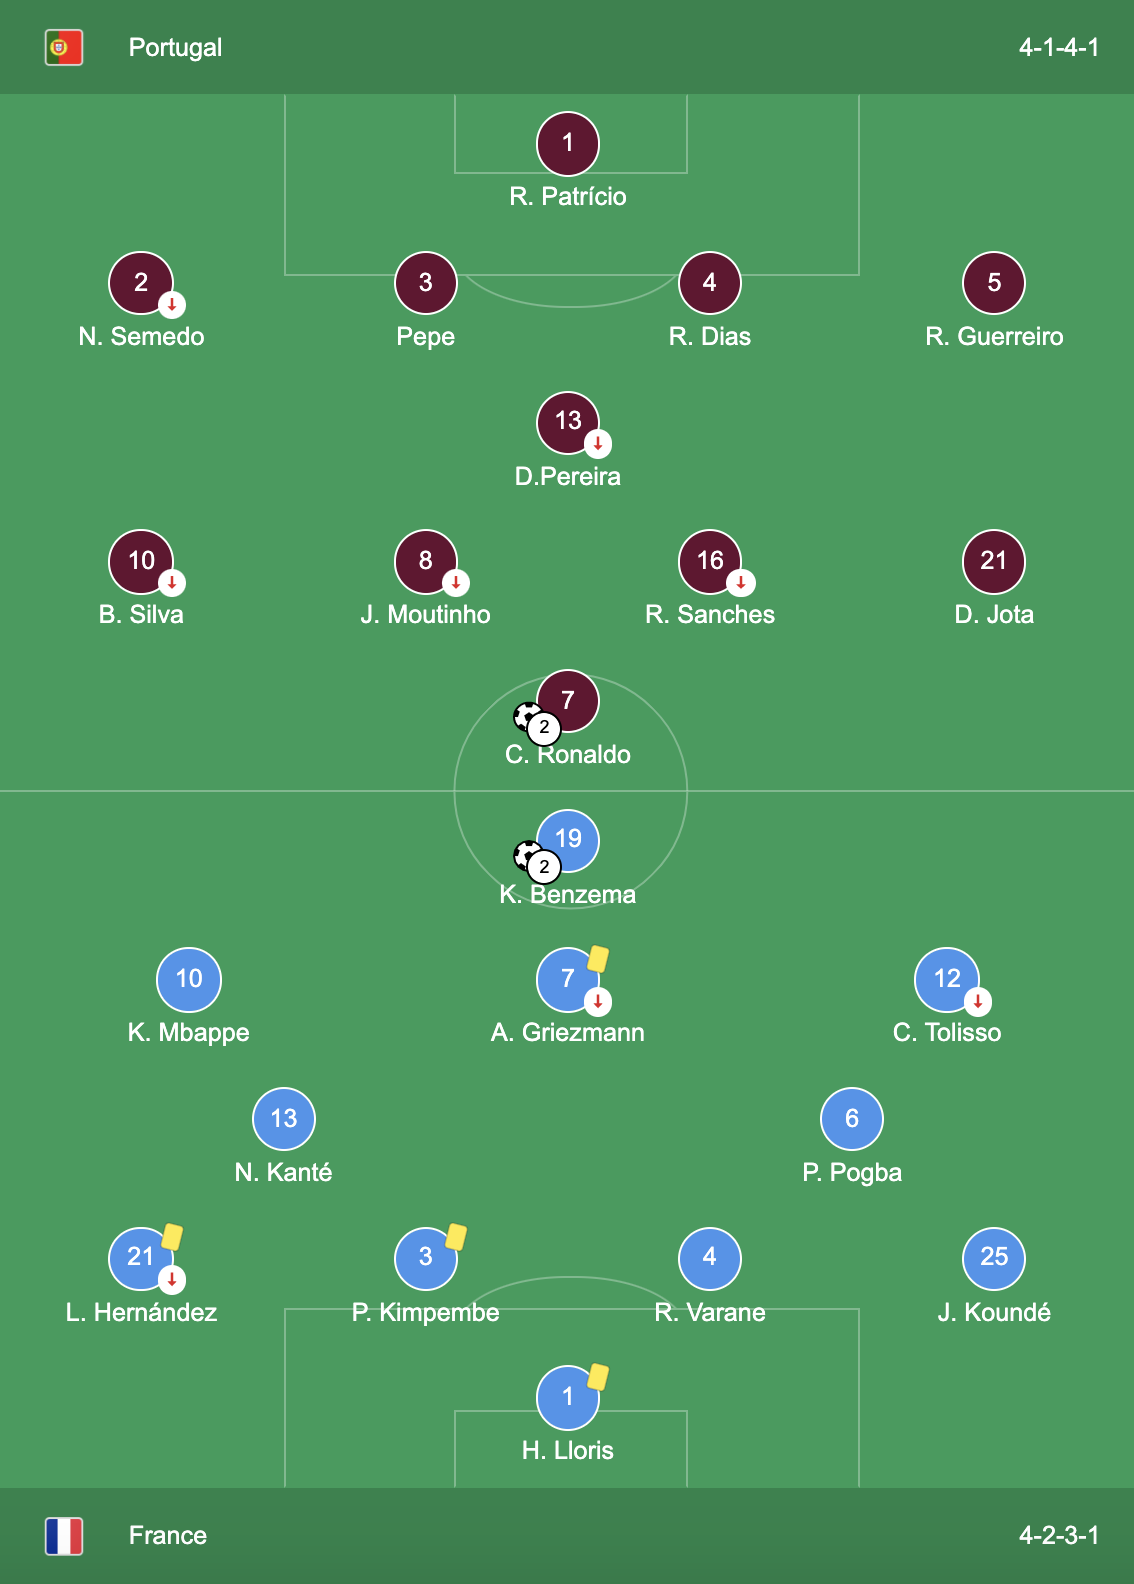 Portugal 4-1-4-1
1
R. Patrício
2 3 4 5
N. Semedo Pepe R. Dias R. Guerreiro
13
D.Pereira
10 8 16 21
B. Silva J. Moutinho R. Sanches D. Jota
7
2
C. Ronaldo
19
2
K. Benzema
10 7 12
K. Mbappe A. Griezmann C. Tolisso
13 6
N. Kanté P. Pogba
21 3 4 25
L. Hernández P. Kimpembe R. Varane J. Koundé
1
H. Lloris
France 4-2-3-1